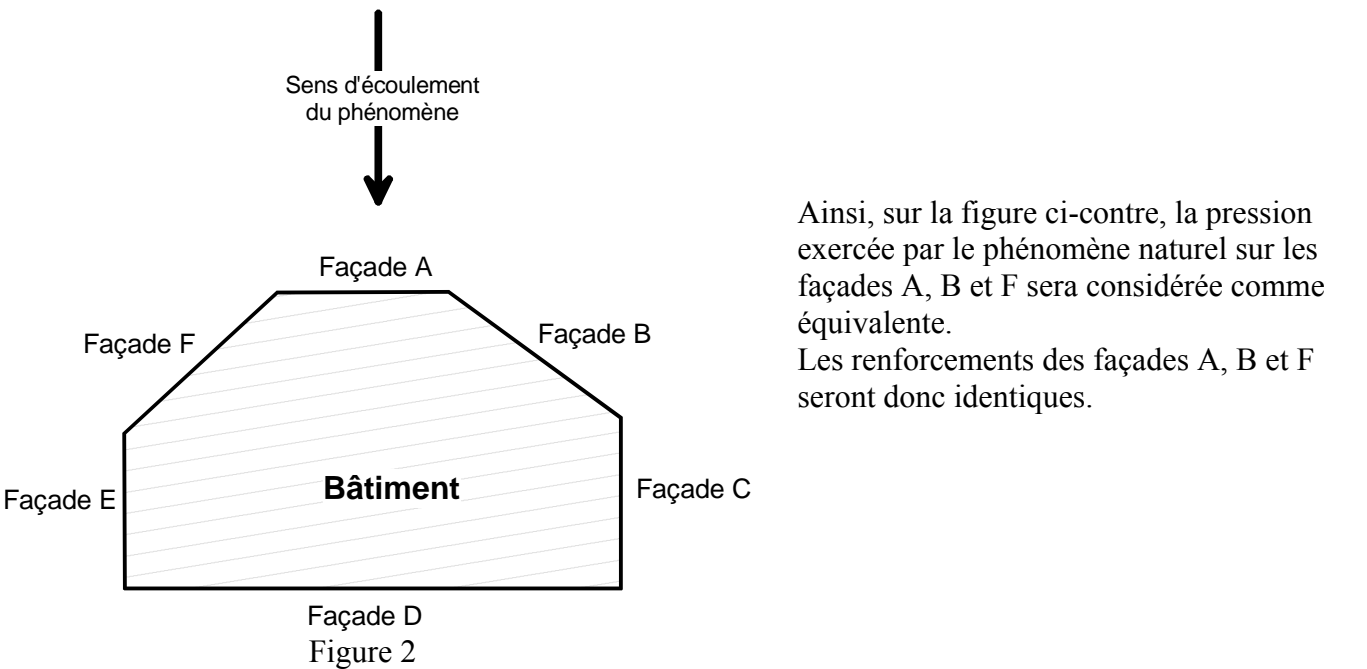 Sens d'écoulement
du phénomène
Façade A
Façade F
Façade B
Façade E
Bâtiment
Façade C
Façade D
Figure 2
Ainsi, sur la figure ci-contre, la pression
exercée par le phénomène naturel sur les
façades A, B et F sera considérée comme
équivalente.
Les renforcements des façades A, B et F
seront donc identiques.